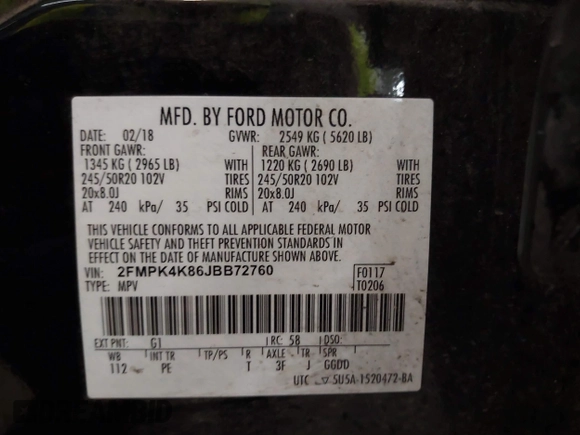 MFD. BY FORD MOTOR CO.
DATE: 02/18 GVWR: 2549 KG ( 5620 LB)
FRONT GAWR: REAR GAWR:
1345 KG ( 2965 LB) WITH 1220 KG ( 2690 LB) WITH
245/50R20 102V TIRES 245/50R20 102V TIRES
20x8.0J RIMS 20x8.0J RIMS
AT 240 kPa/ 35 PSI COLD AT 240 kPa/ 35 PSI COLD
THIS VEHICLE CONFORMS TO ALL APPLICABLE FEDERAL MOTOR
VEHICLE SAFETY AND THEFT PREVENTION STANDARDS IN
EFFECT ON THE DATE OF MANUFACTURE SHOWN ABOVE.
VIN: 2FMPK4K86JBB72760 F0117
TYPE: MPV T0206
EXT PNT: G1 RC: 58 DSO:
WB INT TR TP/PS R AXLE TR SPR
112 PE T 3F J GGDD
UTC ▽ 5U5A-1520472-BA